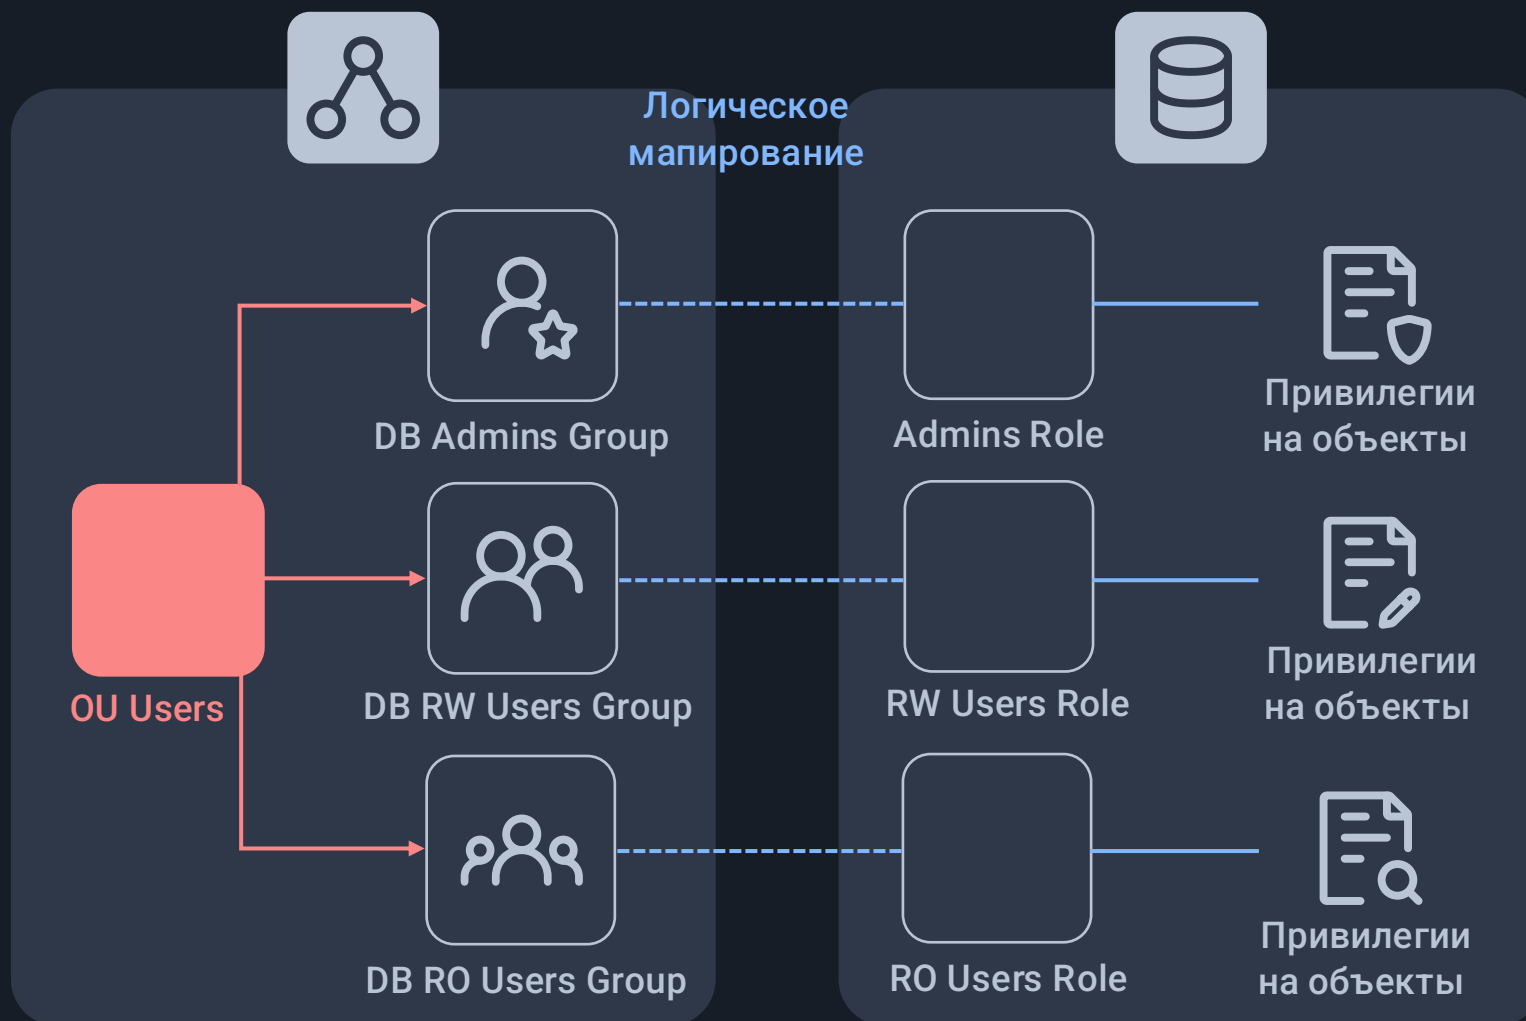 Логическое
мапирование
DB Admins Group
Admins Role
Привилегии
на объекты
OU Users
DB RW Users Group
RW Users Role
Привилегии
на объекты
DB RO Users Group
RO Users Role
Привилегии
на объекты